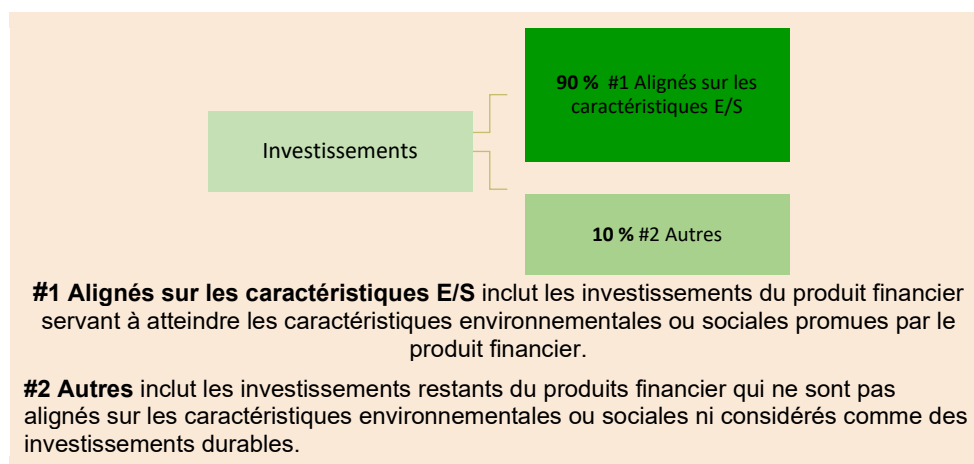 90 % #1 Alignés sur les
caractéristiques E/S
Investissements
10 % #2 Autres
#1 Alignés sur les caractéristiques E/S inclut les investissements du produit financier
servant à atteindre les caractéristiques environnementales ou sociales promues par le
produit financier.
#2 Autres inclut les investissements restants du produits financier qui ne sont pas
alignés sur les caractéristiques environnementales ou sociales ni considérés comme des
investissements durables.